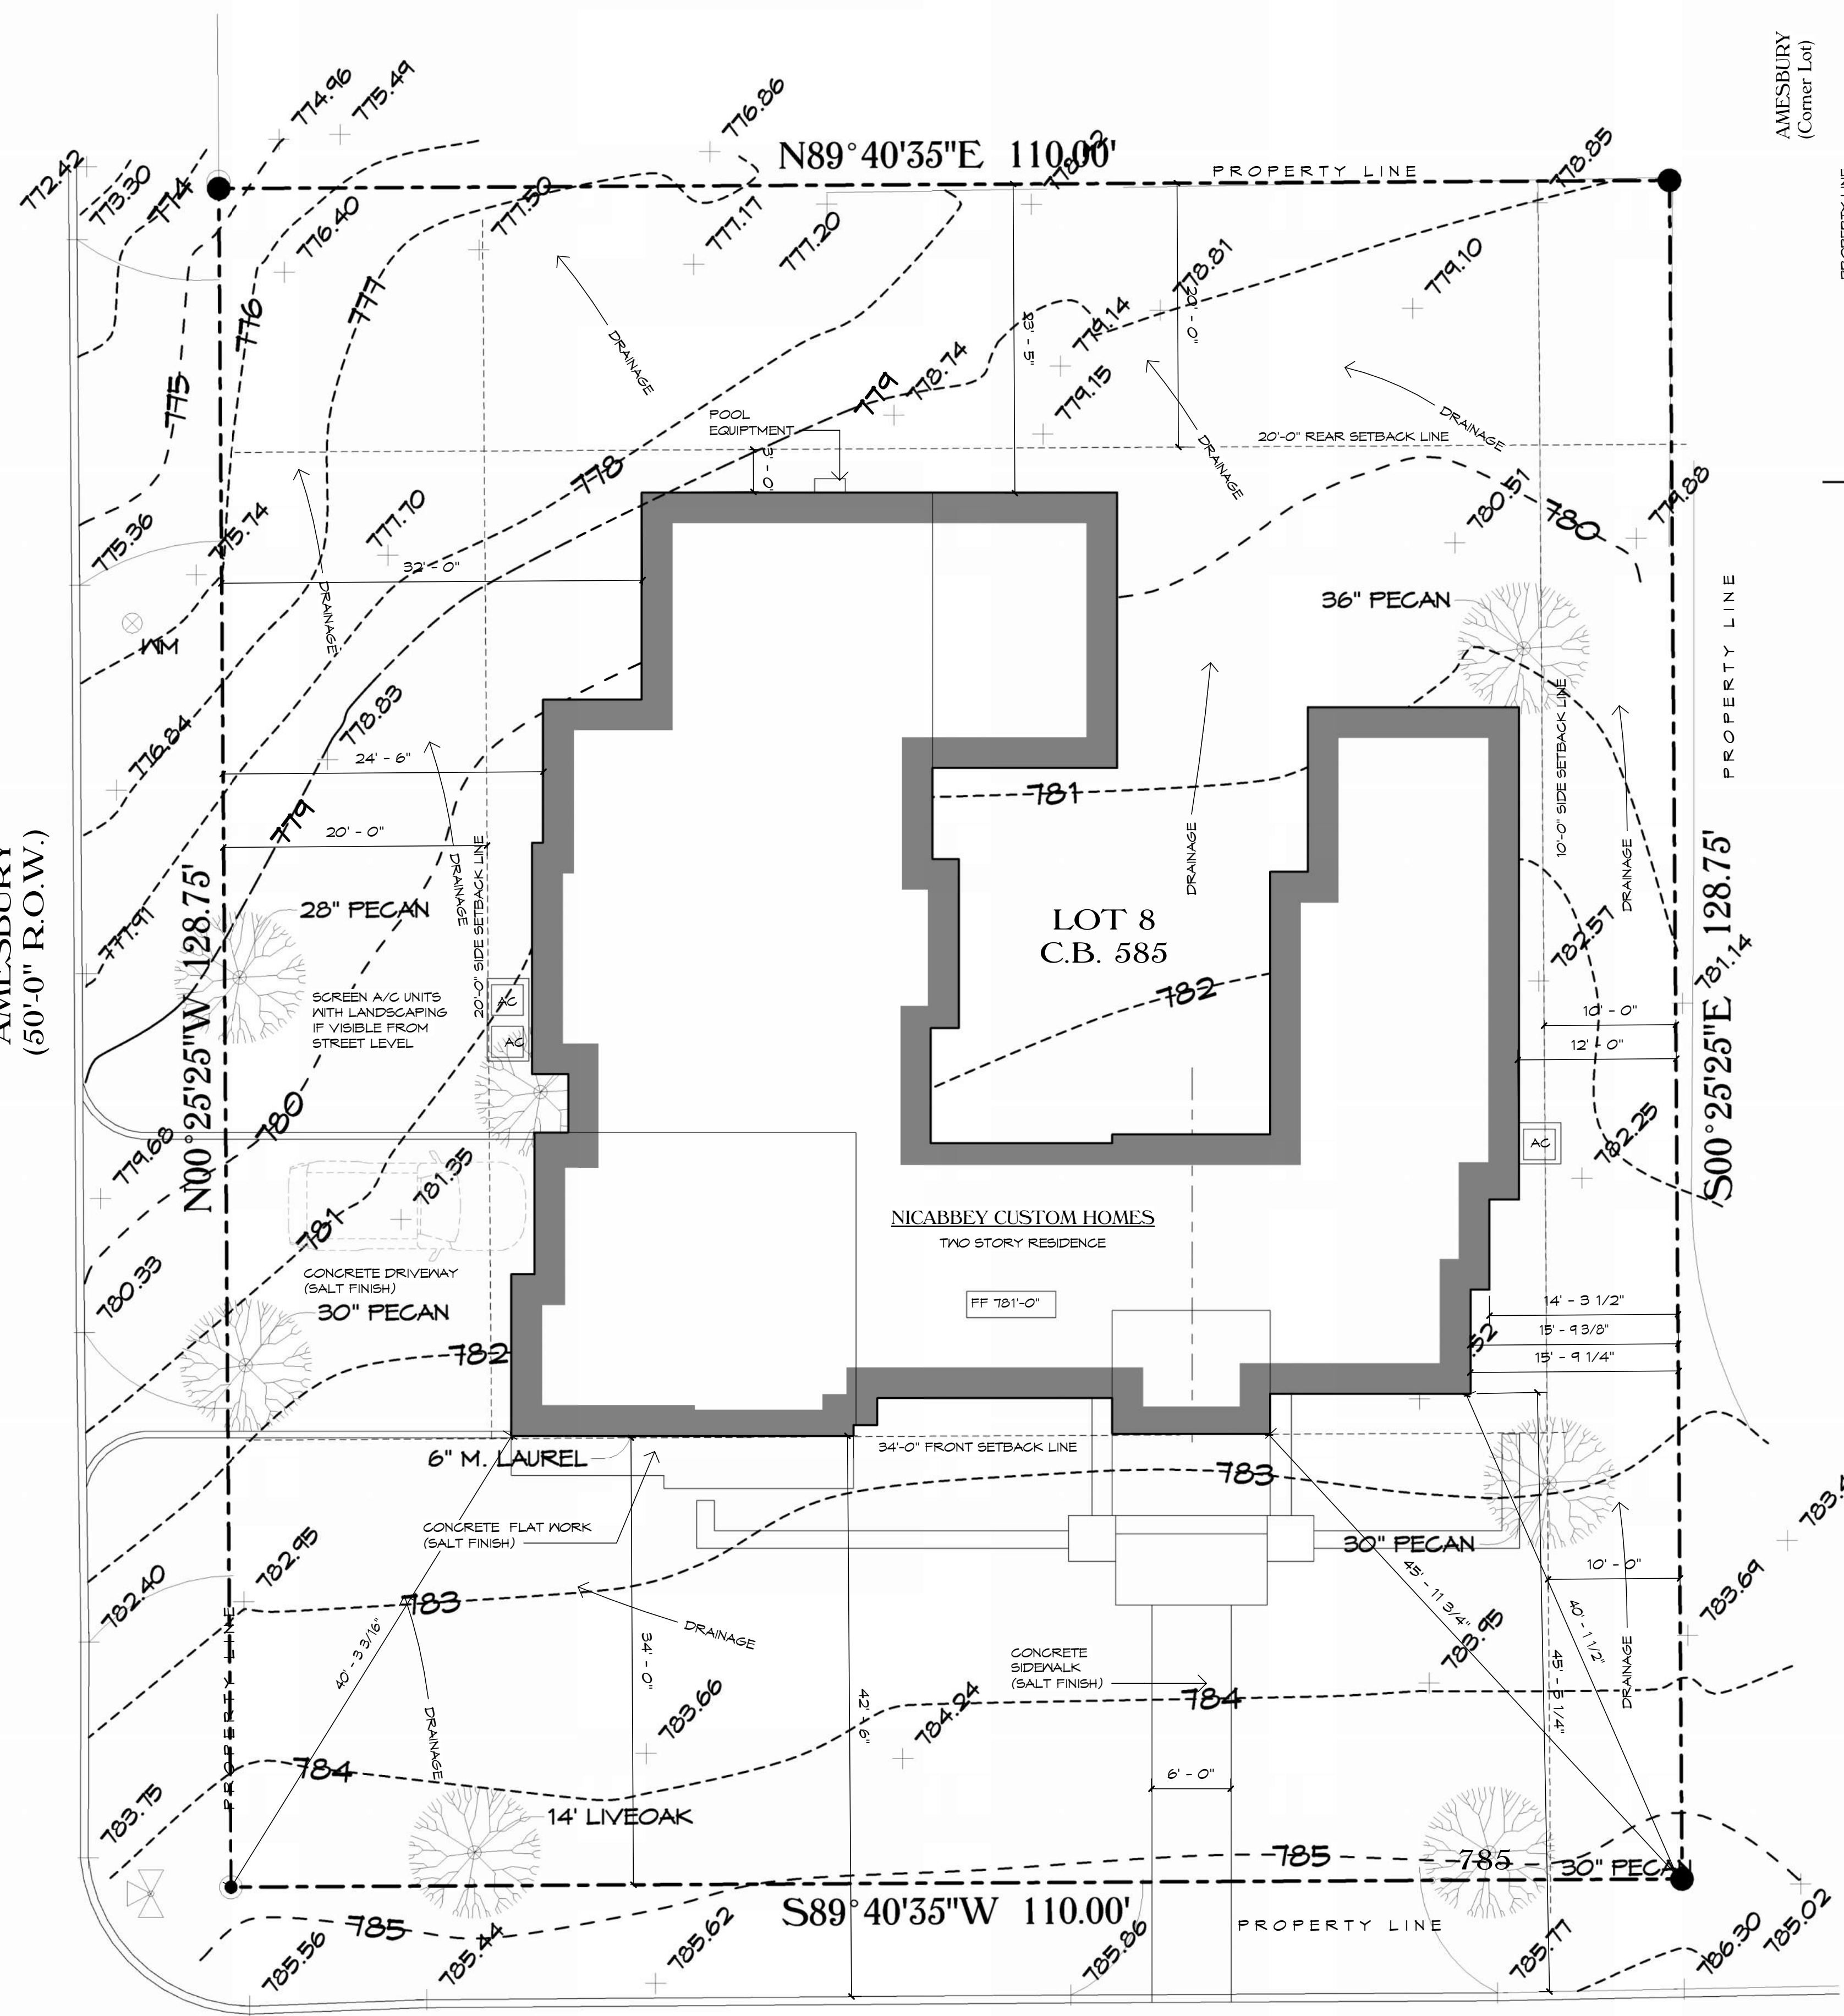 AMESBURY
(Corner Lot)
774.96
775.49
776.86
772.42
773.30
774
N89°40'35"E 110.00'
PROPERTY LINE
778.85
776.40
777.50
777.17
777.20
778.81
779.10
776
777
20' - 0"
23' - 5"
779.14
DRAINAGE
775
779
778.74
779.15
DRAINAGE
POOL
EQUIPTMENT
20'-0" REAR SETBACK LINE
DRAINAGE
3' - 0"
778
780.51
780
779.88
775.36
775.74
777.70
32' - 0"
DRAINAGE
WM
36" PECAN
PROPERTY LINE
776.84
778.83
24' - 6"
10'-0" SIDE SETBACK LINE
781
779
20' - 0"
DRAINAGE
20'-0" SIDE SETBACK LINE
DRAINAGE
DRAINAGE
AMESBURY
(50'-0" R.O.W.)
N00°25'25"W 128.75'
28" PECAN
777.91
LOT 8
C.B. 585
782.57
781.14
S00°25'25"E 128.75'
782
SCREEN A/C UNITS
WITH LANDSCAPING
IF VISIBLE FROM
STREET LEVEL
AC
AC
10' - 0"
12' - 0"
780
779.68
781.35
782.25
AC
781
NICABBEY CUSTOM HOMES
TWO STORY RESIDENCE
780.33
CONCRETE DRIVEWAY
(SALT FINISH)
30" PECAN
FF 781'-0"
14' - 3 1/2"
15' - 9 3/8"
15' - 9 1/4"
.52
782
6" M. LAUREL
34'-0" FRONT SETBACK LINE
783
CONCRETE FLAT WORK
(SALT FINISH)
30" PECAN
10' - 0"
782.40
782.95
783
783.69
45' - 11 3/4"
40' - 1 1/2"
40' - 3 3/16"
34' - 0"
DRAINAGE
CONCRETE
SIDEWALK
(SALT FINISH)
783.95
DRAINAGE
PROPERTY LINE
DRAINAGE
783.66
42' - 6"
784.24
784
784
6' - 0"
783.75
14' LIVEOAK
785
785
30" PECAN
S89°40'35"W 110.00'
PROPERTY LINE
785
785.56
785.44
785.62
785.86
785.77
786.30
785.02